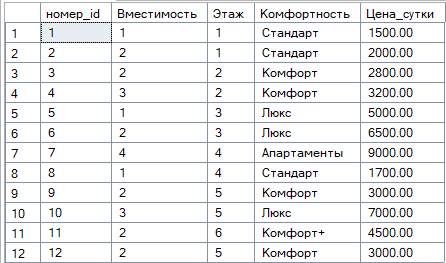 номер_id Вместимость Этаж Комфортность Цена_сутки
1 1 1 1 Стандарт 1500.00
2 2 2 1 Стандарт 2000.00
3 3 2 2 Комфорт 2800.00
4 4 3 2 Комфорт 3200.00
5 5 1 3 Люкс 5000.00
6 6 2 3 Люкс 6500.00
7 7 4 4 Апартаменты 9000.00
8 8 1 4 Стандарт 1700.00
9 9 2 5 Комфорт 3000.00
10 10 3 5 Люкс 7000.00
11 11 2 6 Комфорт+ 4500.00
12 12 2 5 Комфорт 3000.00